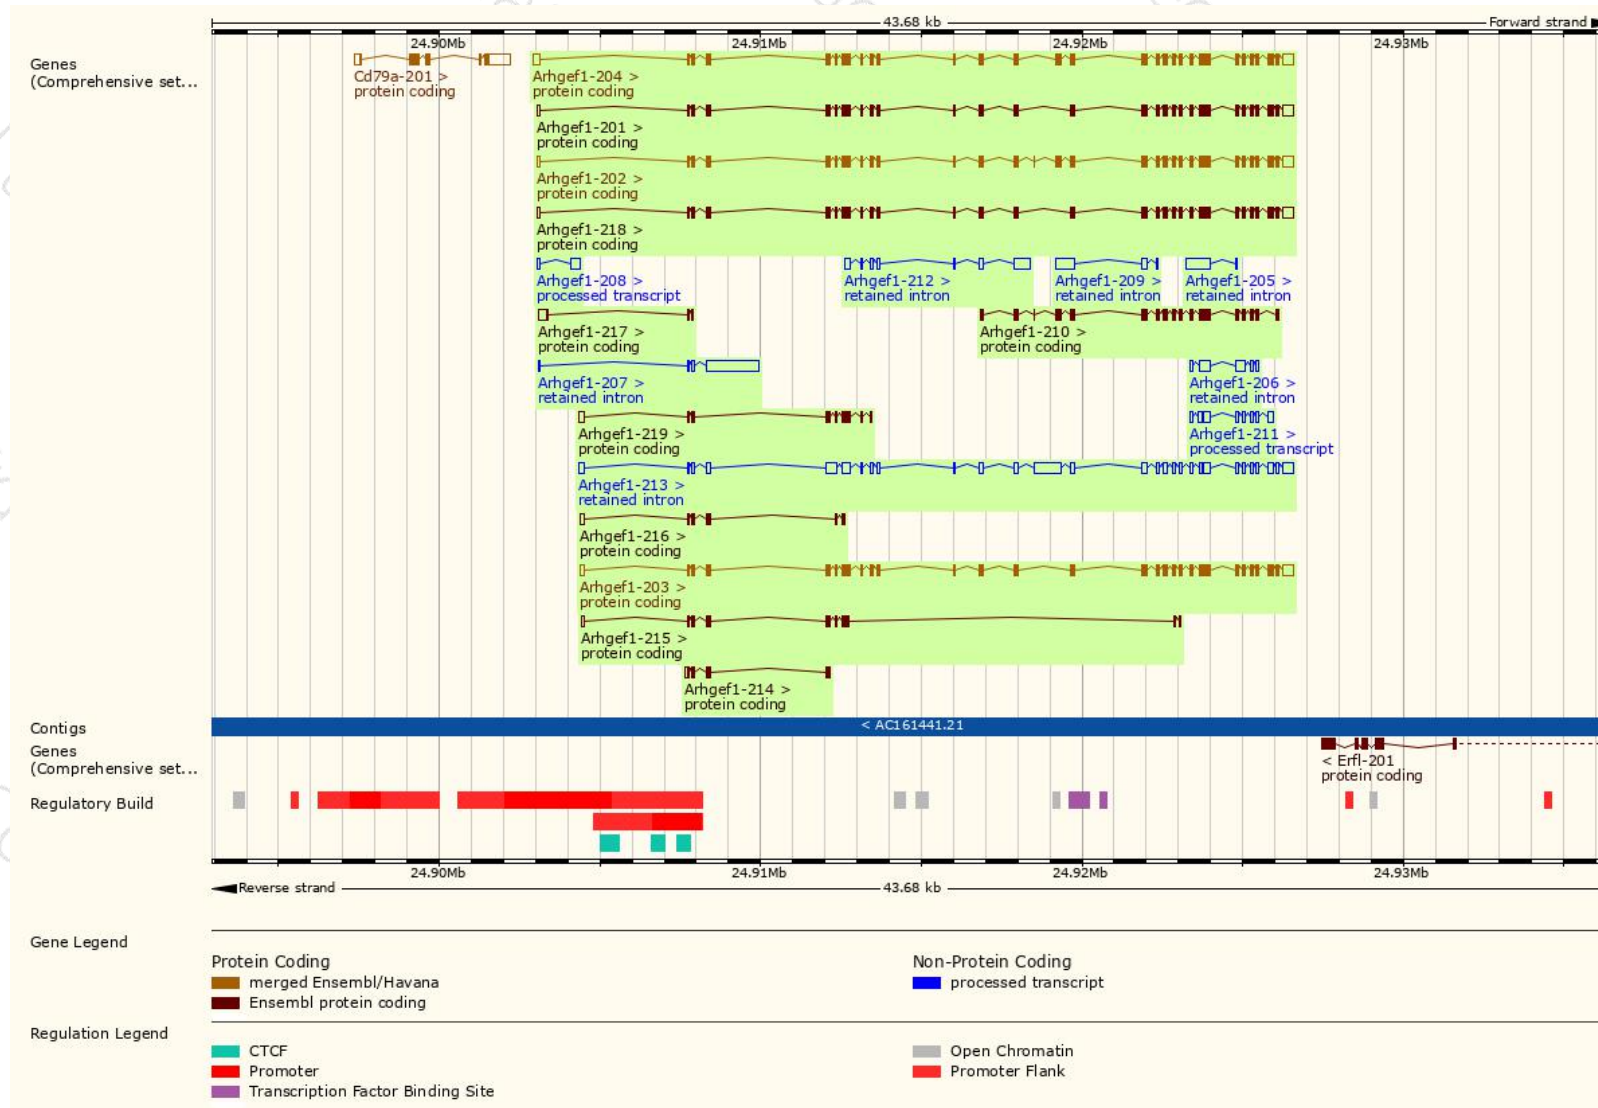 43.68 kb Forward strand
24.90Mb 24.91Mb 24.92Mb 24.93Mb
Genes
(Comprehensive set...
Cd79a-201 >
protein coding
Arhgef1-204 >
protein coding
Arhgef1-201 >
protein coding
Arhgef1-202 >
protein coding
Arhgef1-218 >
protein coding
Arhgef1-208 > Arhgef1-212 > Arhgef1-209 > Arhgef1-205 >
processed transcript retained intron retained intron retained intron
Arhgef1-217 > Arhgef1-210 >
protein coding protein coding
Arhgef1-207 > Arhgef1-206 >
retained intron retained intron
Arhgef1-219 > Arhgef1-211 >
protein coding processed transcript
Arhgef1-213 >
retained intron
Arhgef1-216 >
protein coding
Arhgef1-203 >
protein coding
Arhgef1-215 >
protein coding
Arhgef1-214 >
protein coding
Contigs < AC161441.21
Genes
(Comprehensive set...
< Erfl-201
protein coding
Regulatory Build
24.90Mb 24.91Mb 24.92Mb 24.93Mb
Reverse strand 43.68 kb
Gene Legend
Protein Coding Non-Protein Coding
merged Ensembl/Havana processed transcript
Ensembl protein coding
Regulation Legend
CTCF Open Chromatin
Promoter Promoter Flank
Transcription Factor Binding Site